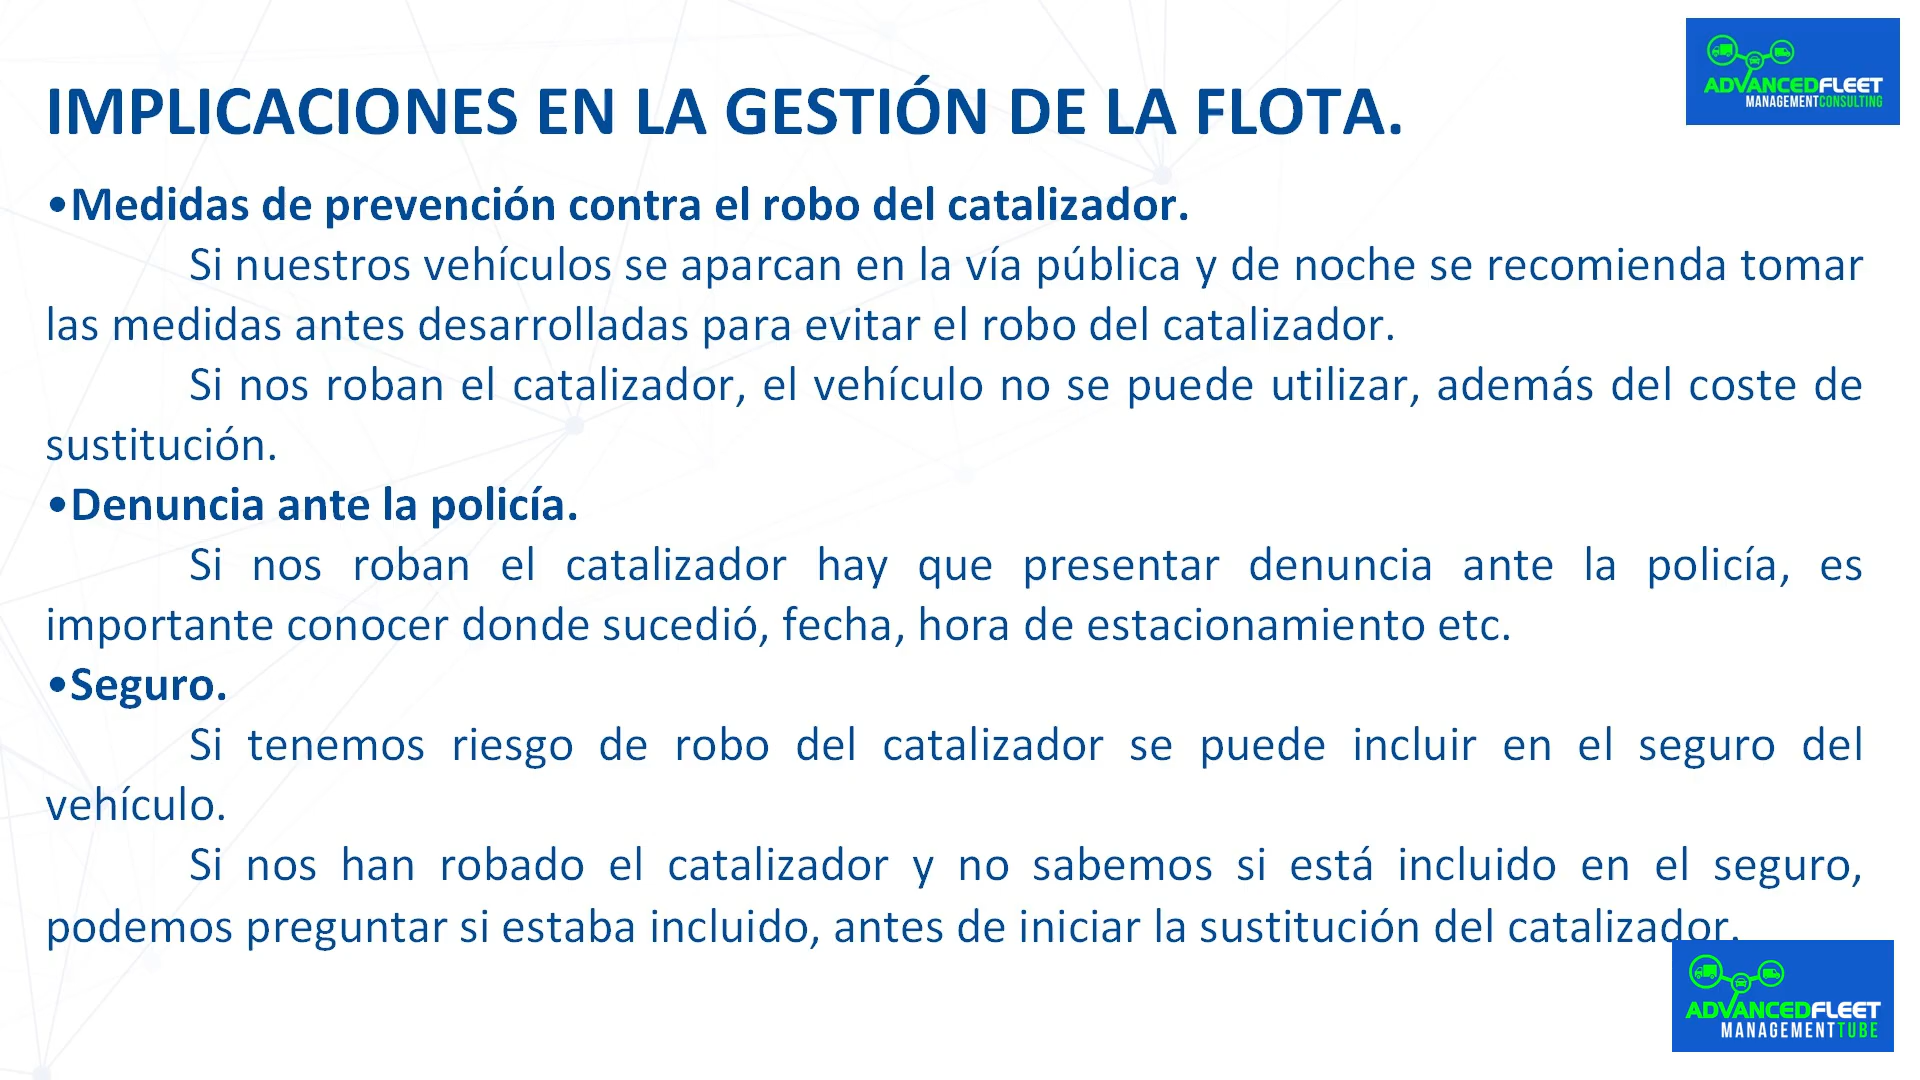 ADVANCEDFLEET
MANAGEMENTCONSULTING
IMPLICACIONES EN LA GESTIÓN DE LA FLOTA.
•Medidas de prevención contra el robo del catalizador.
Si nuestros vehículos se aparcan en la vía pública y de noche se recomienda tomar
las medidas antes desarrolladas para evitar el robo del catalizador.
Si nos roban el catalizador, el vehículo no se puede utilizar, además del coste de
sustitución.
•Denuncia ante la policía.
Si nos roban el catalizador hay que presentar denuncia ante la policía, es
importante conocer donde sucedió, fecha, hora de estacionamiento etc.
•Seguro.
Si tenemos riesgo de robo del catalizador se puede incluir en el seguro del
vehículo.
Si nos han robado el catalizador y no sabemos si está incluido en el seguro,
podemos preguntar si estaba incluido, antes de iniciar la sustitución del catalizador.
ADVANCEDFLEET
MANAGEMENTTUBE